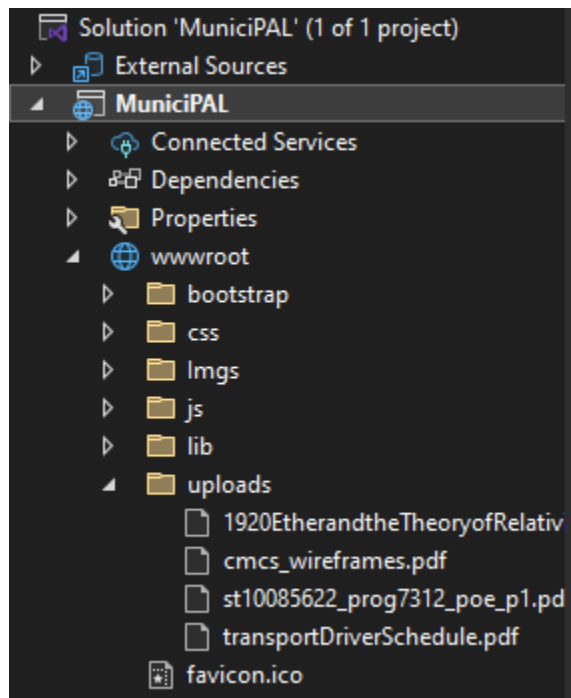 Solution 'MuniciPAL' (1 of 1 project)
External Sources
MuniciPAL
Connected Services
Dependencies
Properties
wwwroot
bootstrap
css
Imgs
js
lib
uploads
1920EtherandtheTheoryofRelativi
cmcs_wireframes.pdf
st10085622_prog7312_poe_p1.pd
transportDriverSchedule.pdf
favicon.ico